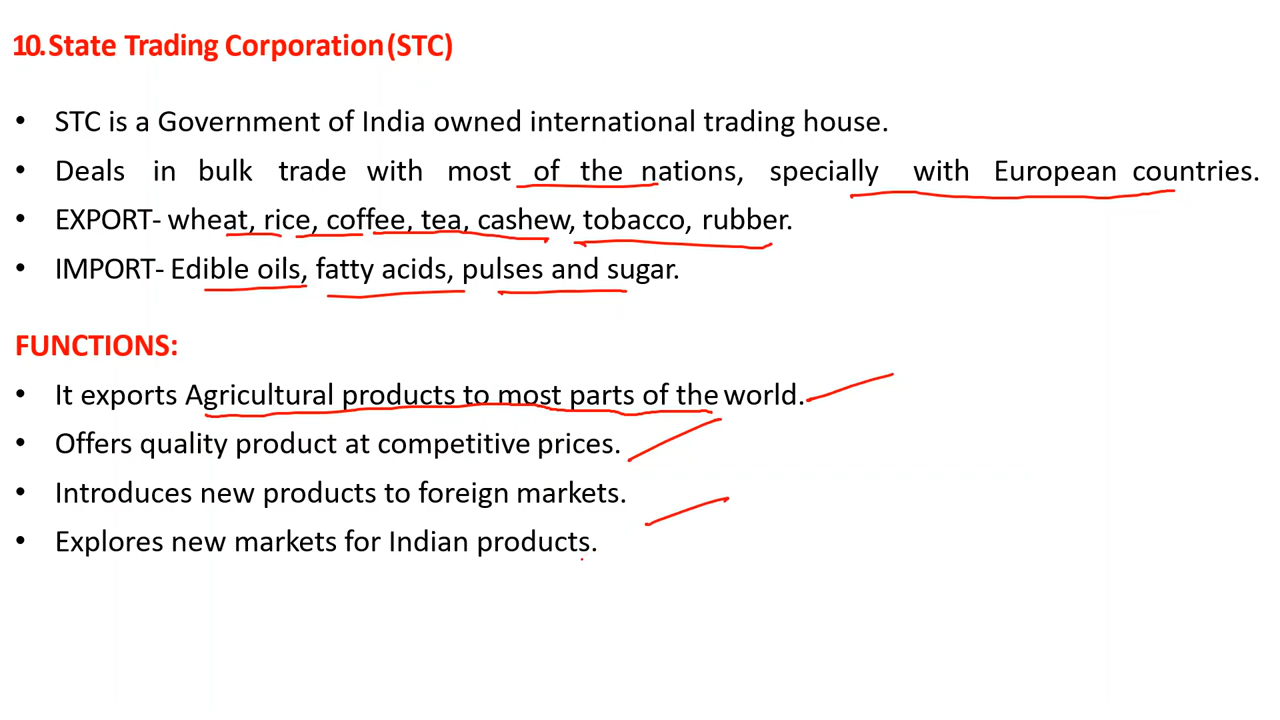 10.State Trading Corporation(STC)
• STC is a Government of India owned international trading house.
• Deals in bulk trade with most of the nations, specially with European countries.
• EXPORT- wheat, rice, coffee, tea, cashew, tobacco, rubber.
• IMPORT- Edible oils, fatty acids, pulses and sugar.
FUNCTIONS:
• It exports Agricultural products to most parts of the world.
• Offers quality product at competitive prices.
• Introduces new products to foreign markets.
• Explores new markets for Indian products.